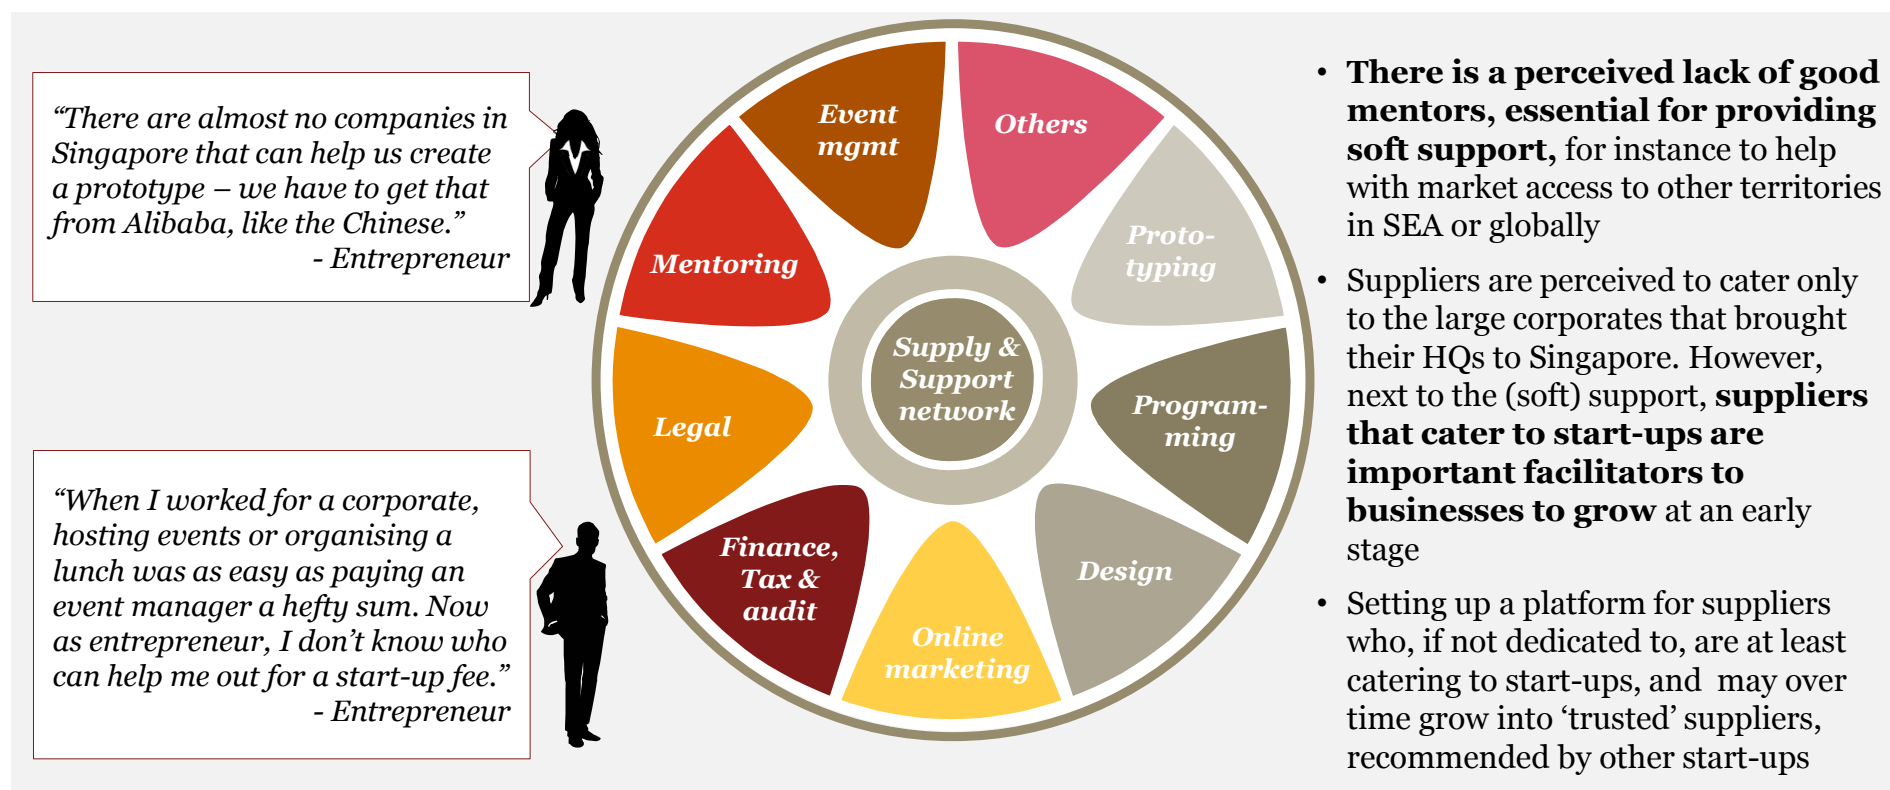 “There are almost no companies in
Singapore that can help us create
a prototype – we have to get that
from Alibaba, like the Chinese.”
- Entrepreneur
“When I worked for a corporate,
hosting events or organising a
lunch was as easy as paying an
event manager a hefty sum. Now
as entrepreneur, I don’t know who
can help me out for a start-up fee.”
- Entrepreneur
Event
mgmt
Others
Proto-
typing
Program-
ming
Design
Online
marketing
Finance,
Tax &
audit
Legal
Mentoring
Supply &
Support
network
• There is a perceived lack of good
mentors, essential for providing
soft support, for instance to help
with market access to other territories
in SEA or globally
• Suppliers are perceived to cater only
to the large corporates that brought
their HQs to Singapore. However,
next to the (soft) support, suppliers
that cater to start-ups are
important facilitators to
businesses to grow at an early
stage
• Setting up a platform for suppliers
who, if not dedicated to, are at least
catering to start-ups, and  may over
time grow into ‘trusted’ suppliers,
recommended by other start-ups